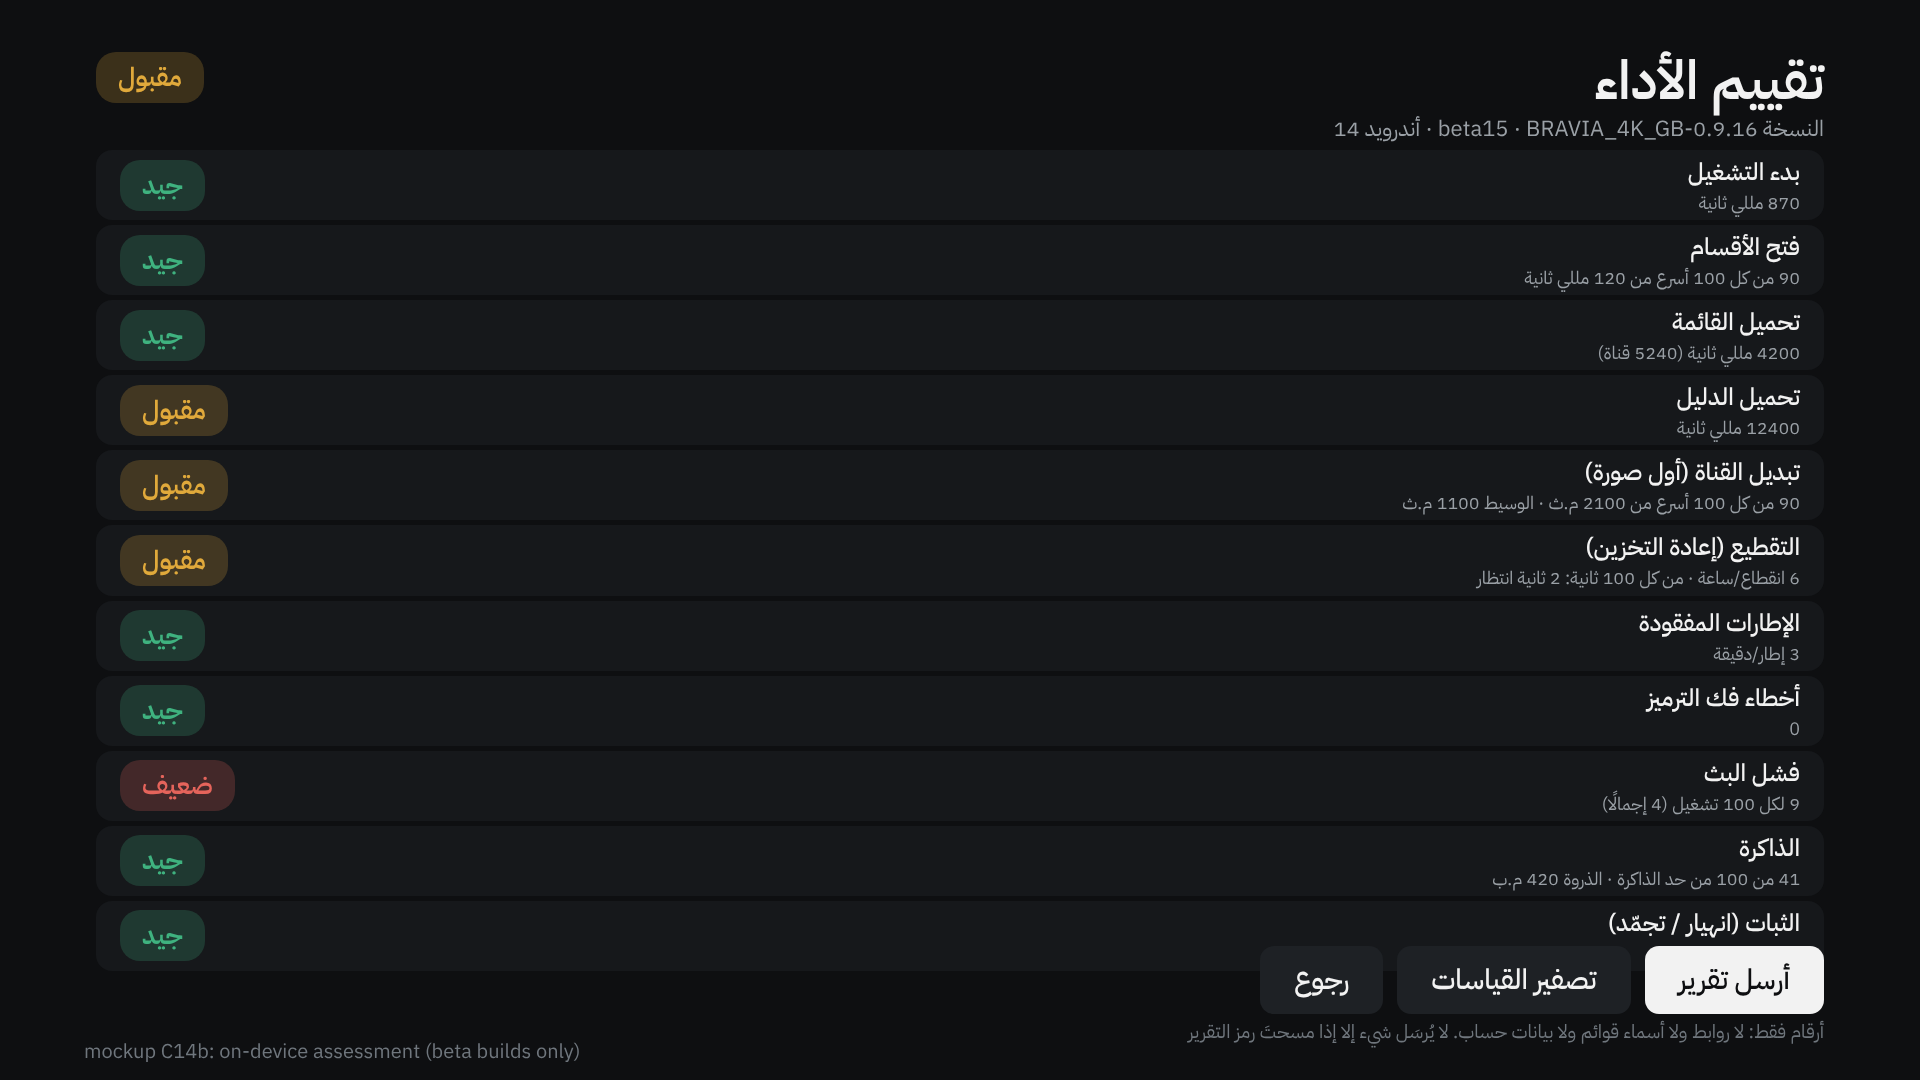 تقييم الأداء
مقبول
النسخة 0.9.16-beta15 · BRAVIA_4K_GB · أندرويد 14
بدء التشغيل
جيد
870 مللي ثانية
فتح الأقسام
جيد
90 من كل 100 أسرع من 120 مللي ثانية
تحميل القائمة
جيد
4200 مللي ثانية (5240 قناة)
تحميل الدليل
مقبول
12400 مللي ثانية
تبديل القناة (أول صورة)
مقبول
90 من كل 100 أسرع من 2100 م.ث · الوسيط 1100 م.ث
التقطيع (إعادة التخزين)
مقبول
6 انقطاع/ساعة · من كل 100 ثانية: 2 ثانية انتظار
الإطارات المفقودة
جيد
3 إطار/دقيقة
أخطاء فك الترميز
جيد
0
فشل البث
ضعيف
9 لكل 100 تشغيل (4 إجمالًا)
الذاكرة
جيد
41 من 100 من حد الذاكرة · الذروة 420 م.ب
الثبات (انهيار / تجمّد)
جيد
أرسل تقرير
تصفير القياسات
رجوع
أرقام فقط: لا روابط ولا أسماء قوائم ولا بيانات حساب. لا يُرسَل شيء إلا إذا مسحتَ رمز التقرير
mockup C14b: on-device assessment (beta builds only)